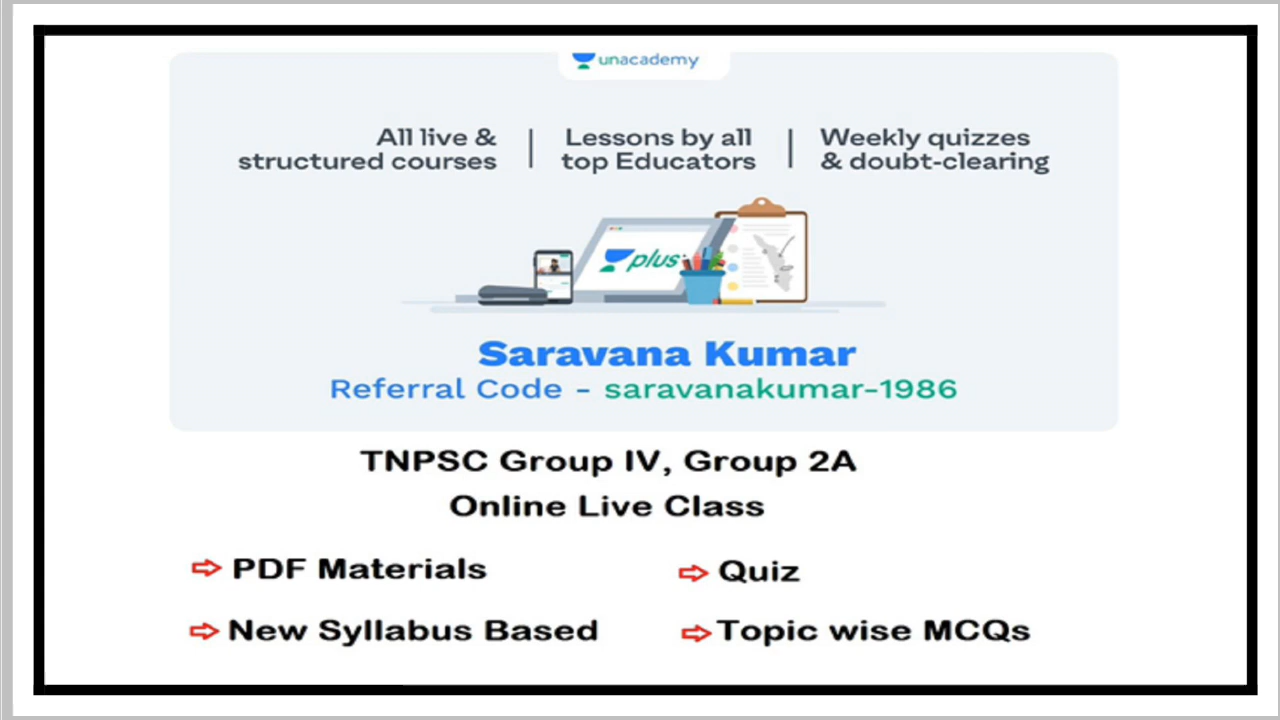 unacademy
All live &
structured courses
Lessons by all
top Educators
Weekly quizzes
& doubt-clearing
plus
Saravana Kumar
Referral Code - saravanakumar-1986
TNPSC Group IV, Group 2A
Online Live Class
PDF Materials
Quiz
New Syllabus Based
Topic wise MCQs